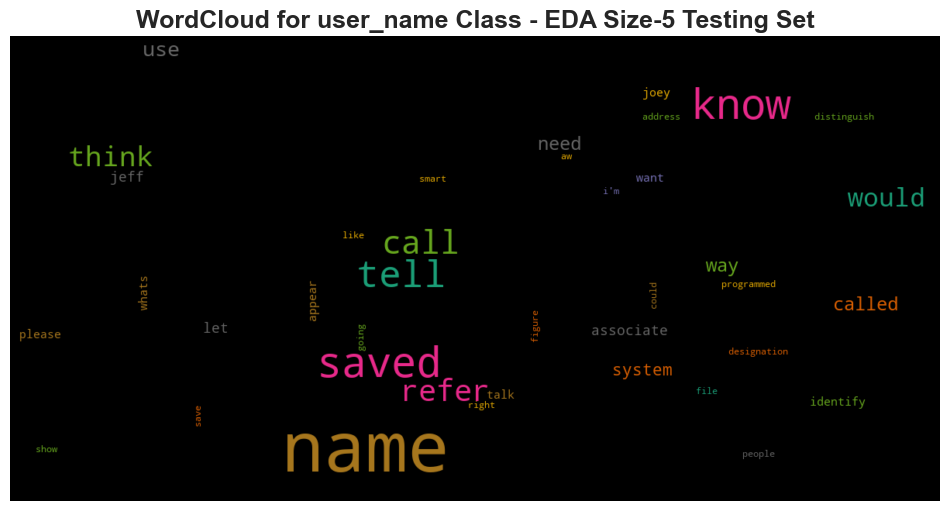 WordCloud for user_name Class - EDA Size-5 Testing Set
use
joey
know
address
distinguish
need
think
aw
jeff
smart
want
i'm
would
like
call
way
tell
whats
appear
could
programmed
called
please
let
going
figure
associate
designation
saved
system
refer
talk
file
right
identify
save
name
show
people